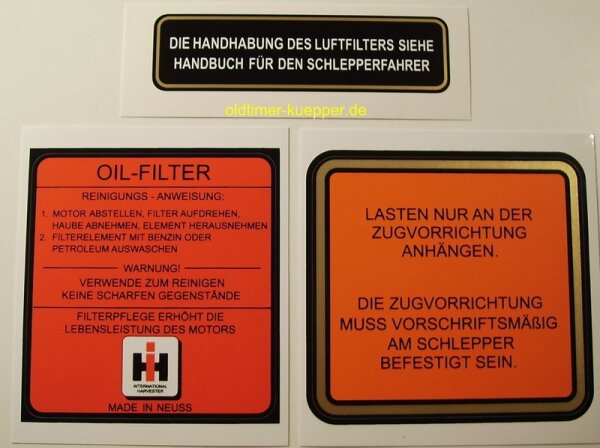 DIE HANDHABUNG DES LUFTFILTERS SIEHE
HANDBUCH FÜR DEN SCHLEPPERFAHRER
oldtimer-kuepper.de
OIL-FILTER
REINIGUNGS - ANWEISUNG:
1. MOTOR ABSTELLEN, FILTER AUFDREHEN,
HAUBE ABNEHMEN, ELEMENT HERAUSNEHMEN
2. FILTERELEMENT MIT BENZIN ODER
PETROLEUM AUSWASCHEN
WARNUNG!
VERWENDE ZUM REINIGEN
KEINE SCHARFEN GEGENSTÄNDE
FILTERPFLEGE ERHÖHT DIE
LEBENSLEISTUNG DES MOTORS
IH
INTERNATIONAL
HARVESTER
MADE IN NEUSS
LASTEN NUR AN DER
ZUGVORRICHTUNG
ANHÄNGEN.
DIE ZUGVORRICHTUNG
MUSS VORSCHRIFTSMÄßIG
AM SCHLEPPER
BEFESTIGT SEIN.